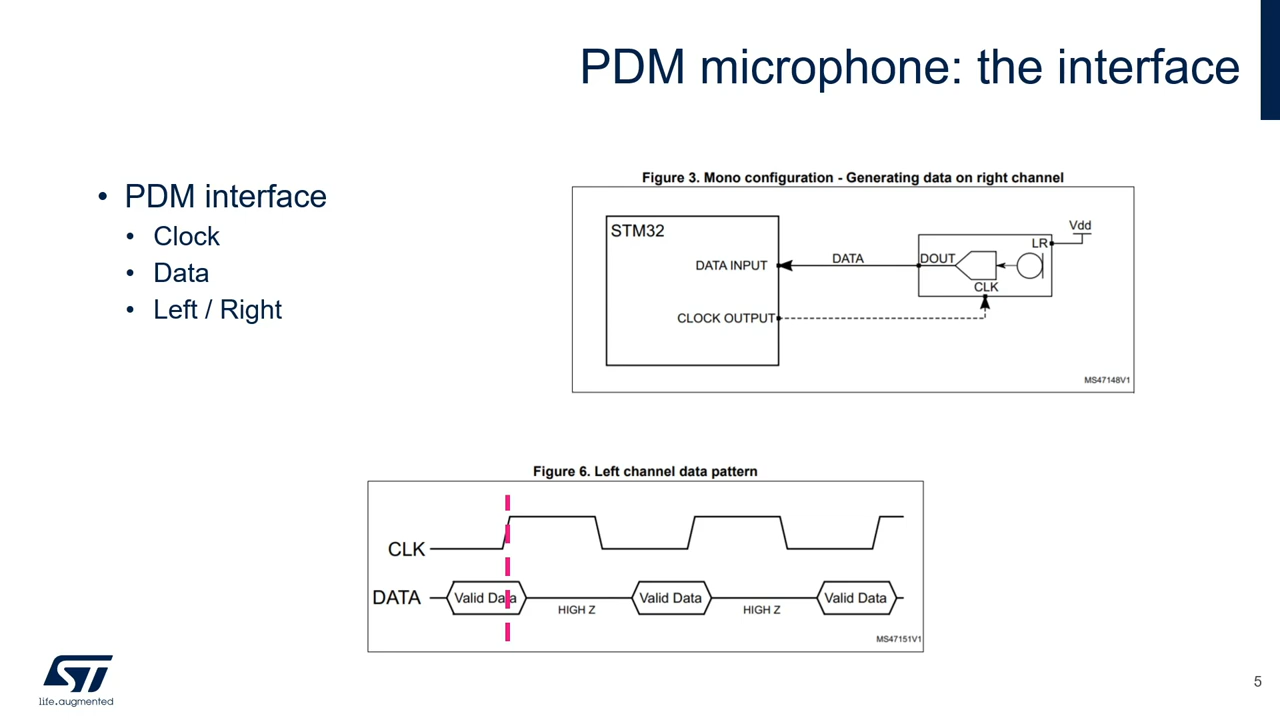 PDM microphone: the interface
• PDM interface
• Clock
• Data
• Left / Right
Figure 3. Mono configuration - Generating data on right channel
STM32
Vdd
LR
DATA INPUT
DATA
DOUT
CLK
CLOCK OUTPUT
MS47148V1
Figure 6. Left channel data pattern
CLK
DATA
Valid Data
HIGH Z
Valid Data
HIGH Z
Valid Data
MS47151V1
ST
life.augmented
5